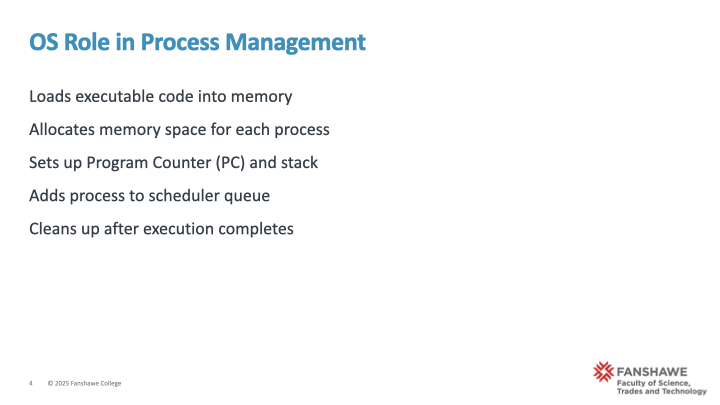 OS Role in Process Management
Loads executable code into memory
Allocates memory space for each process
Sets up Program Counter (PC) and stack
Adds process to scheduler queue
Cleans up after execution completes
4 © 2025 Fanshawe College
FANSHAWE
Faculty of Science,
Trades and Technology